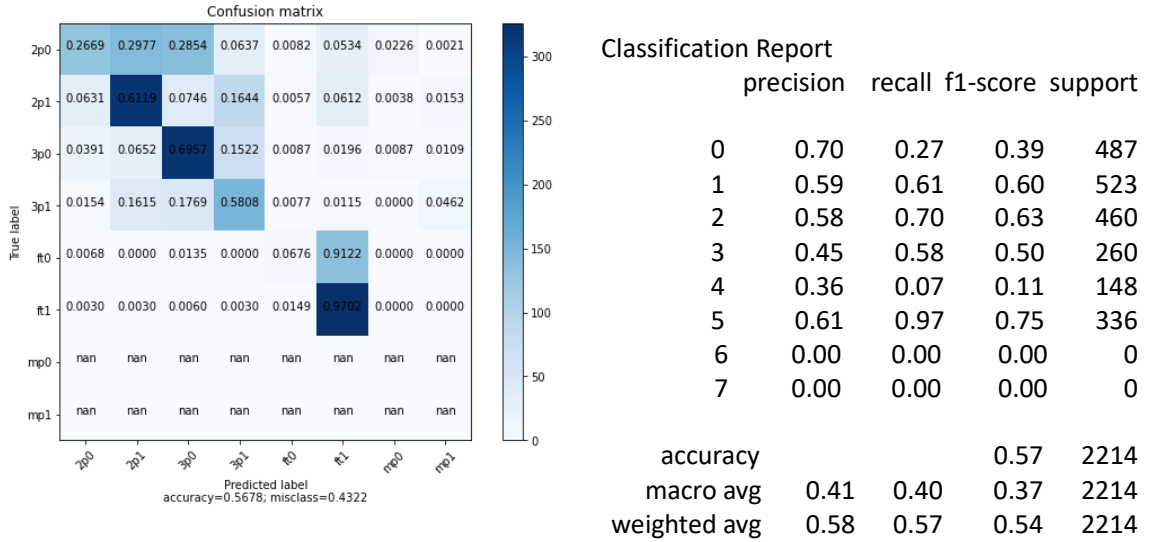 Confusion matrix
2p0 0.2669 0.2977 0.2854 0.0637 0.0082 0.0534 0.0226 0.0021
2p1 0.0631 0.6119 0.0746 0.1644 0.0057 0.0612 0.0038 0.0153
3p0 0.0391 0.0652 0.6957 0.1522 0.0087 0.0196 0.0087 0.0109
3p1 0.0154 0.1615 0.1769 0.5808 0.0077 0.0115 0.0000 0.0462
ft0 0.0068 0.0000 0.0135 0.0000 0.0676 0.9122 0.0000 0.0000
ft1 0.0030 0.0030 0.0060 0.0030 0.0149 0.9702 0.0000 0.0000
mp0 nan nan nan nan nan nan nan nan
mp1 nan nan nan nan nan nan nan nan
2p0 2p1 3p0 3p1 ft0 ft1 mp0 mp1
True label
Predicted label
accuracy=0.5678; misclass=0.4322
300
250
200
150
100
50
0
Classification Report
precision recall f1-score support
0 0.70 0.27 0.39 487
1 0.59 0.61 0.60 523
2 0.58 0.70 0.63 460
3 0.45 0.58 0.50 260
4 0.36 0.07 0.11 148
5 0.61 0.97 0.75 336
6 0.00 0.00 0.00 0
7 0.00 0.00 0.00 0
accuracy 0.57 2214
macro avg 0.41 0.40 0.37 2214
weighted avg 0.58 0.57 0.54 2214